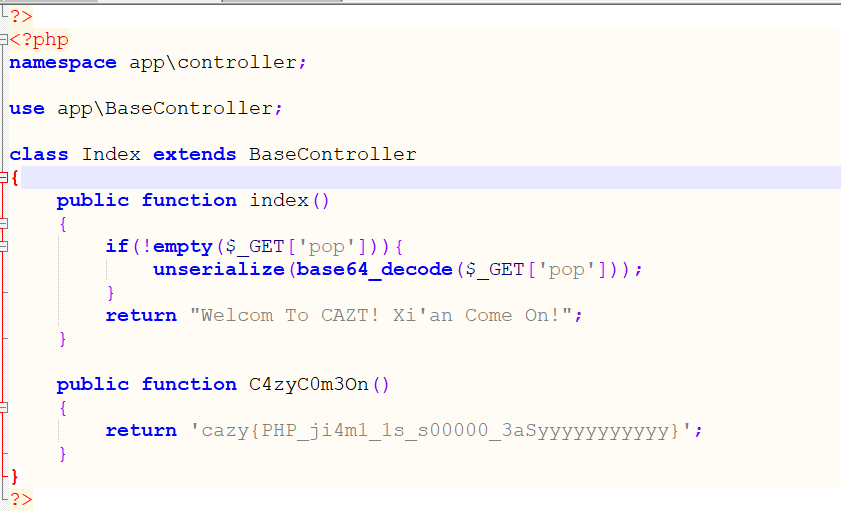 ?>
<?php
namespace app\controller;
use app\BaseController;
class Index extends BaseController
{
public function index()
{
if(!empty($_GET['pop'])){
unserialize(base64_decode($_GET['pop']));
}
return "Welcom To CAZT! Xi'an Come On!";
}
public function C4zyC0m3On()
{
return 'cazy{PHP_ji4m1_1s_s00000_3aSyyyyyyyyyyy}';
}
}
?>